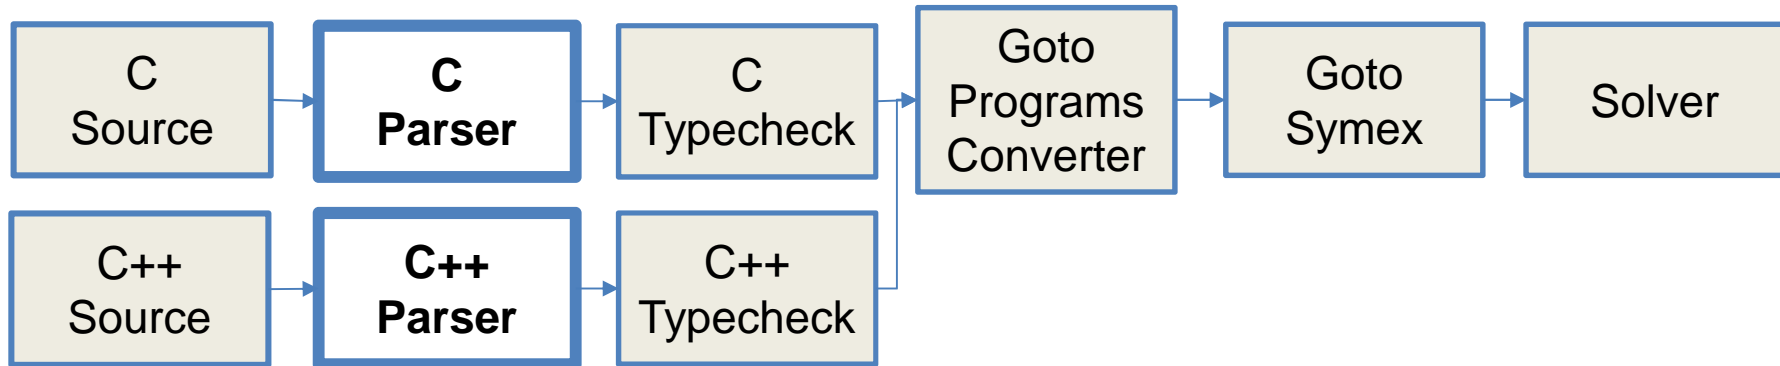 C
Source
C
Parser
C
Typecheck
Goto
Programs
Converter
Goto
Symex
Solver
C++
Source
C++
Parser
C++
Typecheck